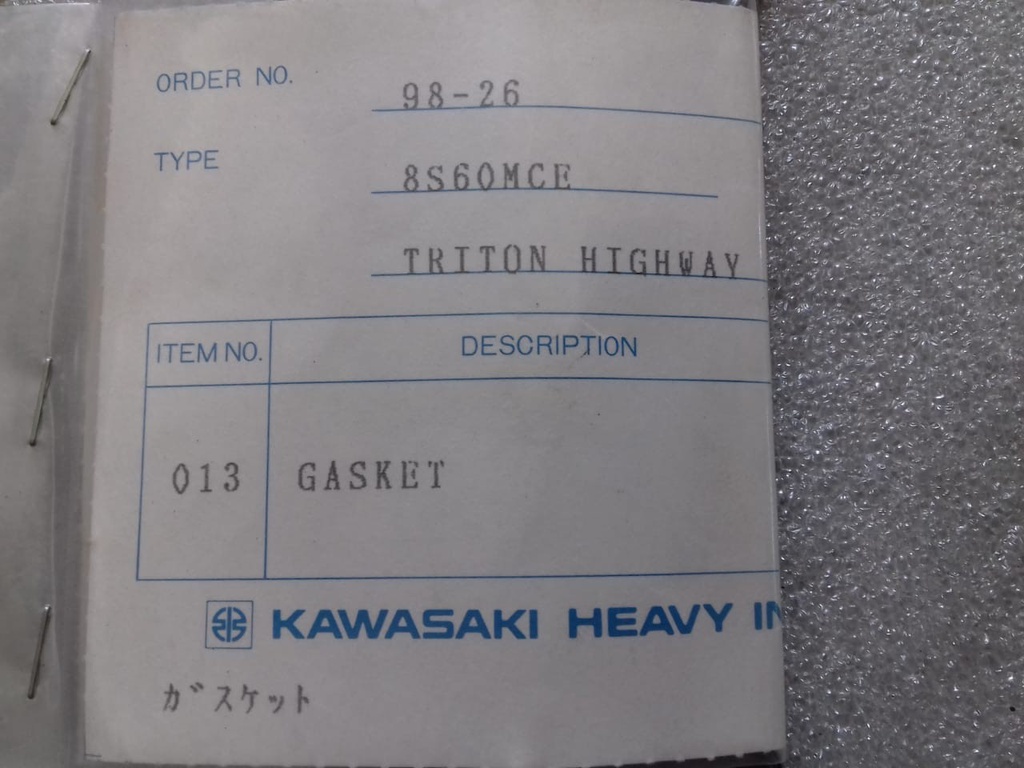 ORDER NO. 98-26
TYPE 8S60MCE
TRITON HIGHWAY
ITEM NO. DESCRIPTION
013 GASKET
KAWASAKI HEAVY
ガスケット